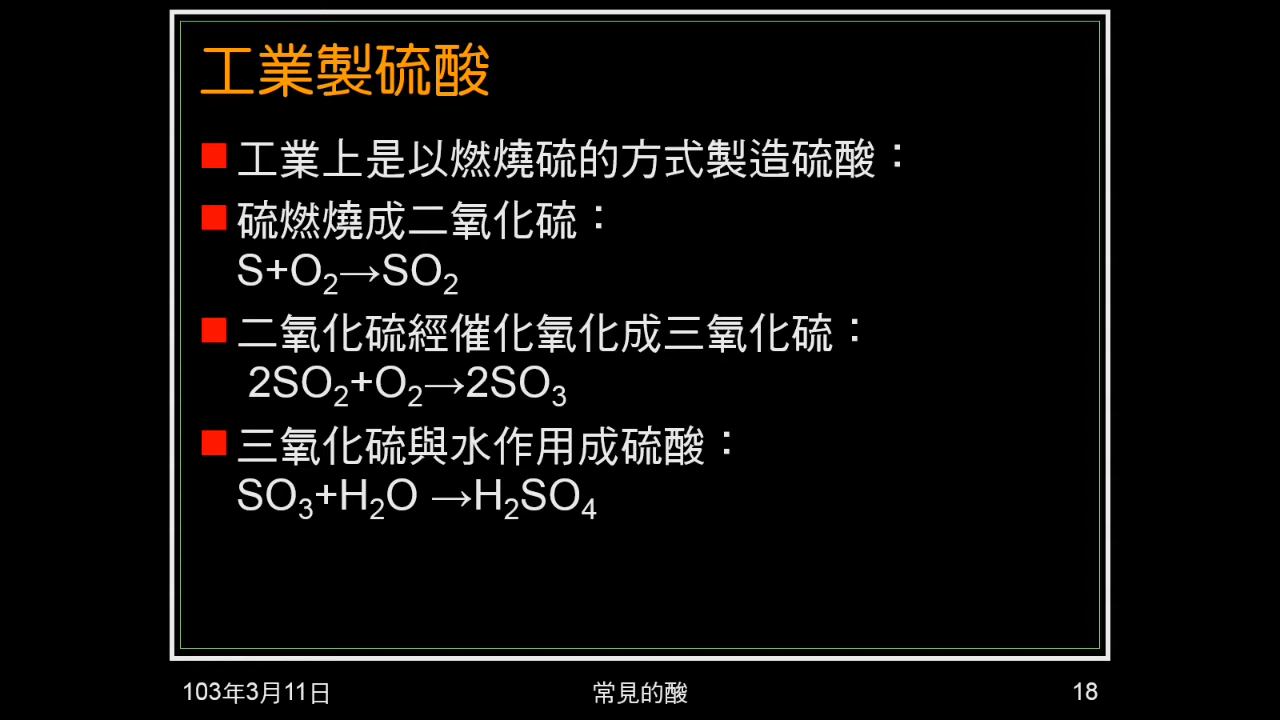 工業製硫酸
工業上是以燃燒硫的方式製造硫酸：
硫燃燒成二氧化硫：
S+O₂→SO₂
二氧化硫經催化氧化成三氧化硫：
2SO₂+O₂→2SO₃
三氧化硫與水作用成硫酸：
SO₃+H₂O →H₂SO₄
103年3月11日
常見的酸
18